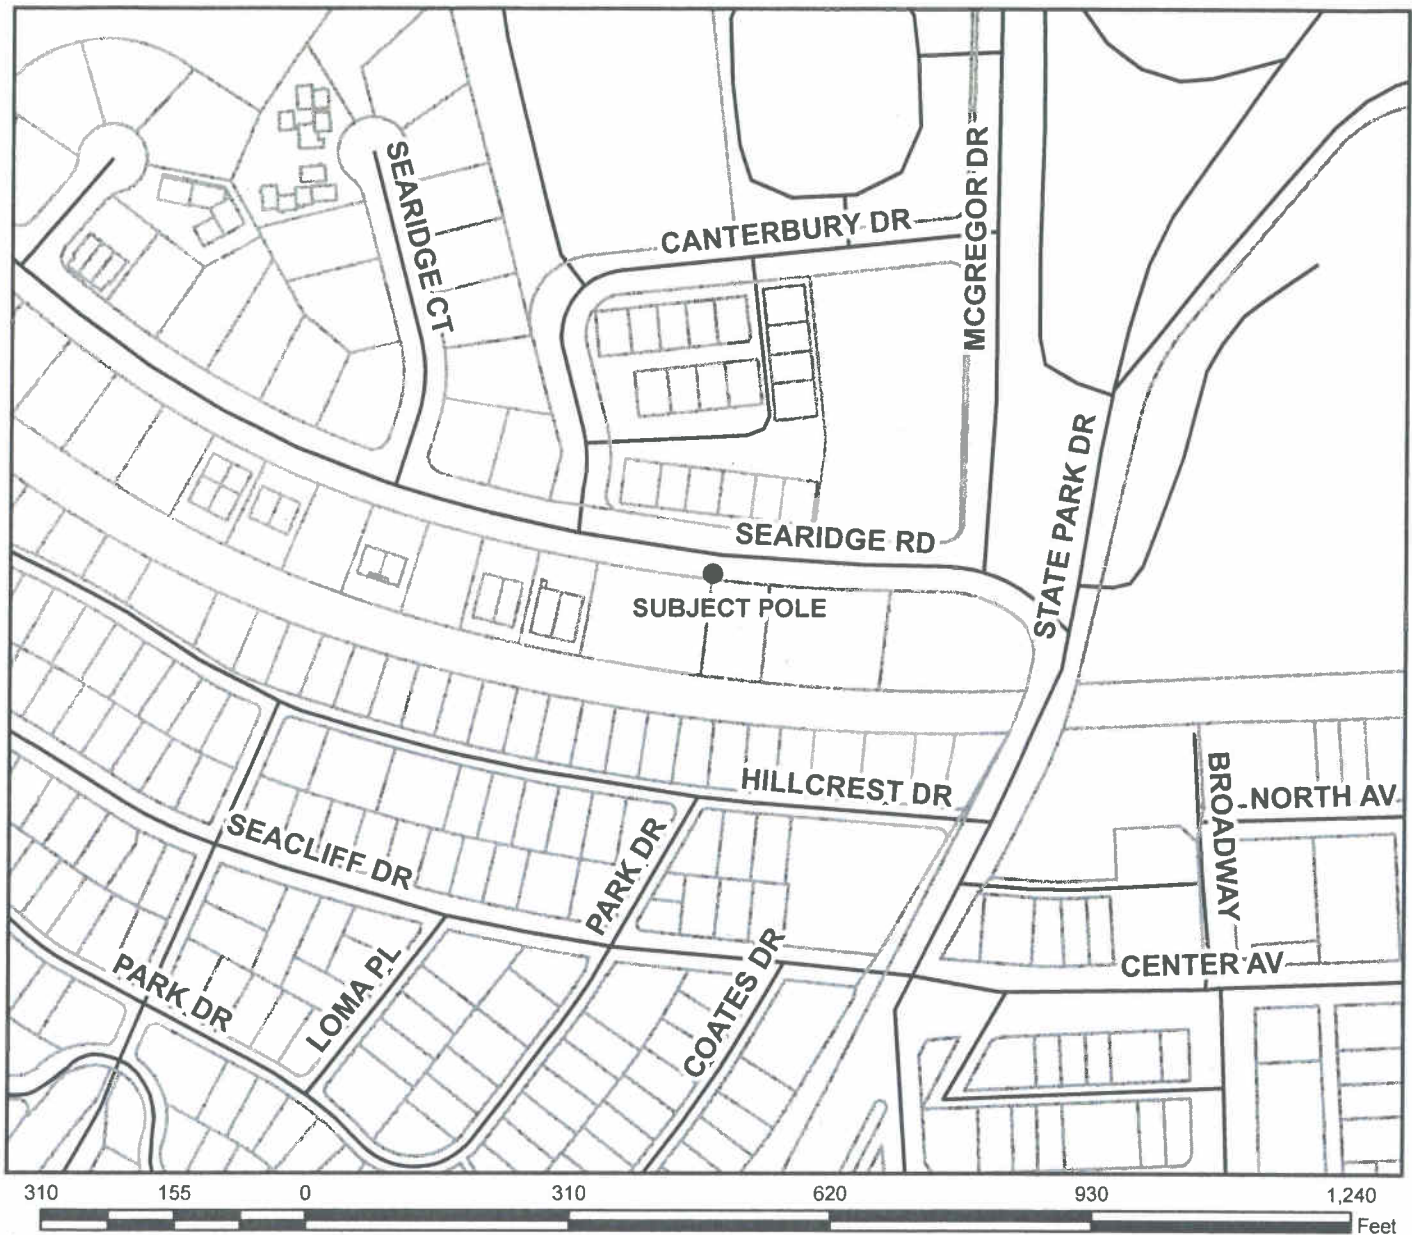 SEARIDGE CT
CANTERBURY DR
MCGREGOR DR
STATE PARK DR
SEARIDGE RD
SUBJECT POLE
HILLCREST DR
BROADWAY
NORTH AV
SEACLIFF DR
PARK DR
CENTER AV
PARK DR
LOMA PL
COATES DR
310 155 0 310 620 930 1,240
Feet